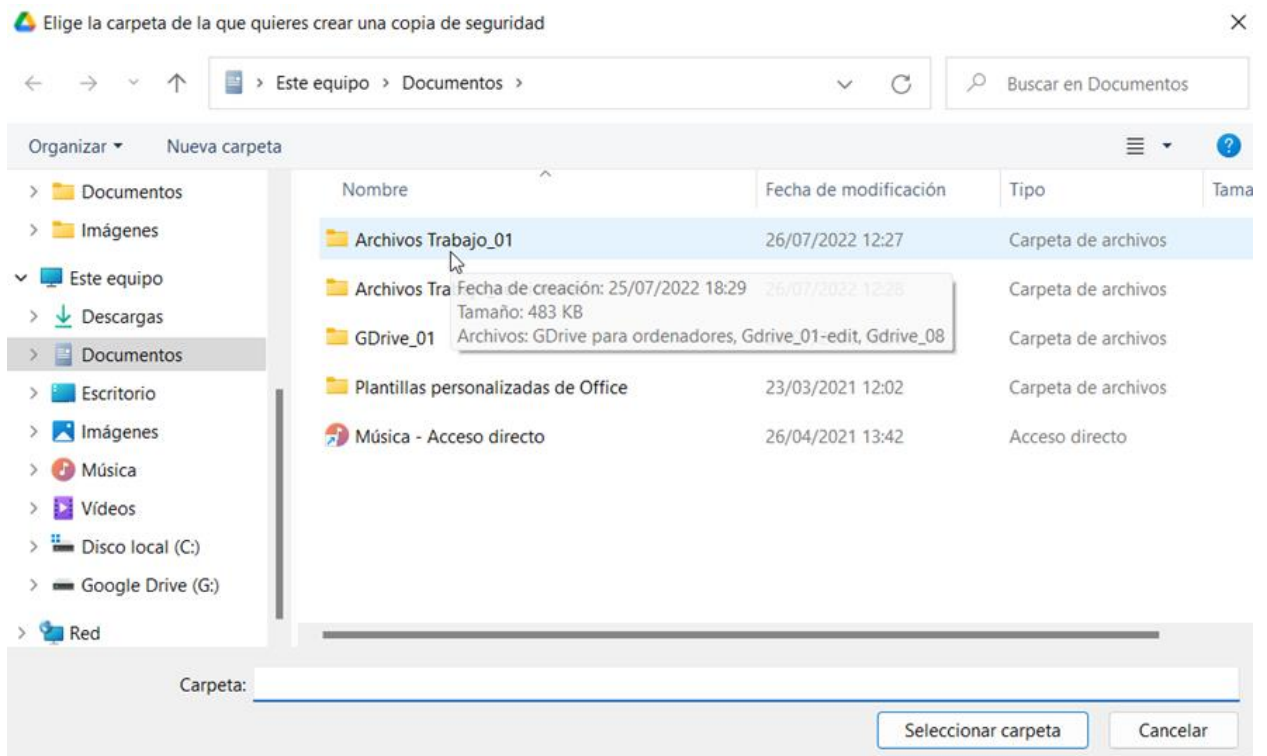 Elige la carpeta de la que quieres crear una copia de seguridad
Este equipo > Documentos >
Buscar en Documentos
Organizar
Nueva carpeta
?
Documentos
Imágenes
Este equipo
Descargas
Documentos
Escritorio
Imágenes
Música
Vídeos
Disco local (C:)
Google Drive (G:)
Red
Nombre Fecha de modificación Tipo Tama
Archivos Trabajo_01 26/07/2022 12:27 Carpeta de archivos
Archivos Tra 26/07/2022 12:28 Carpeta de archivos
Fecha de creación: 25/07/2022 18:29
Tamaño: 483 KB
Archivos: GDrive para ordenadores, Gdrive_01-edit, Gdrive_08
GDrive_01 Carpeta de archivos
Plantillas personalizadas de Office 23/03/2021 12:02 Carpeta de archivos
Música - Acceso directo 26/04/2021 13:42 Acceso directo
Carpeta:
Seleccionar carpeta Cancelar